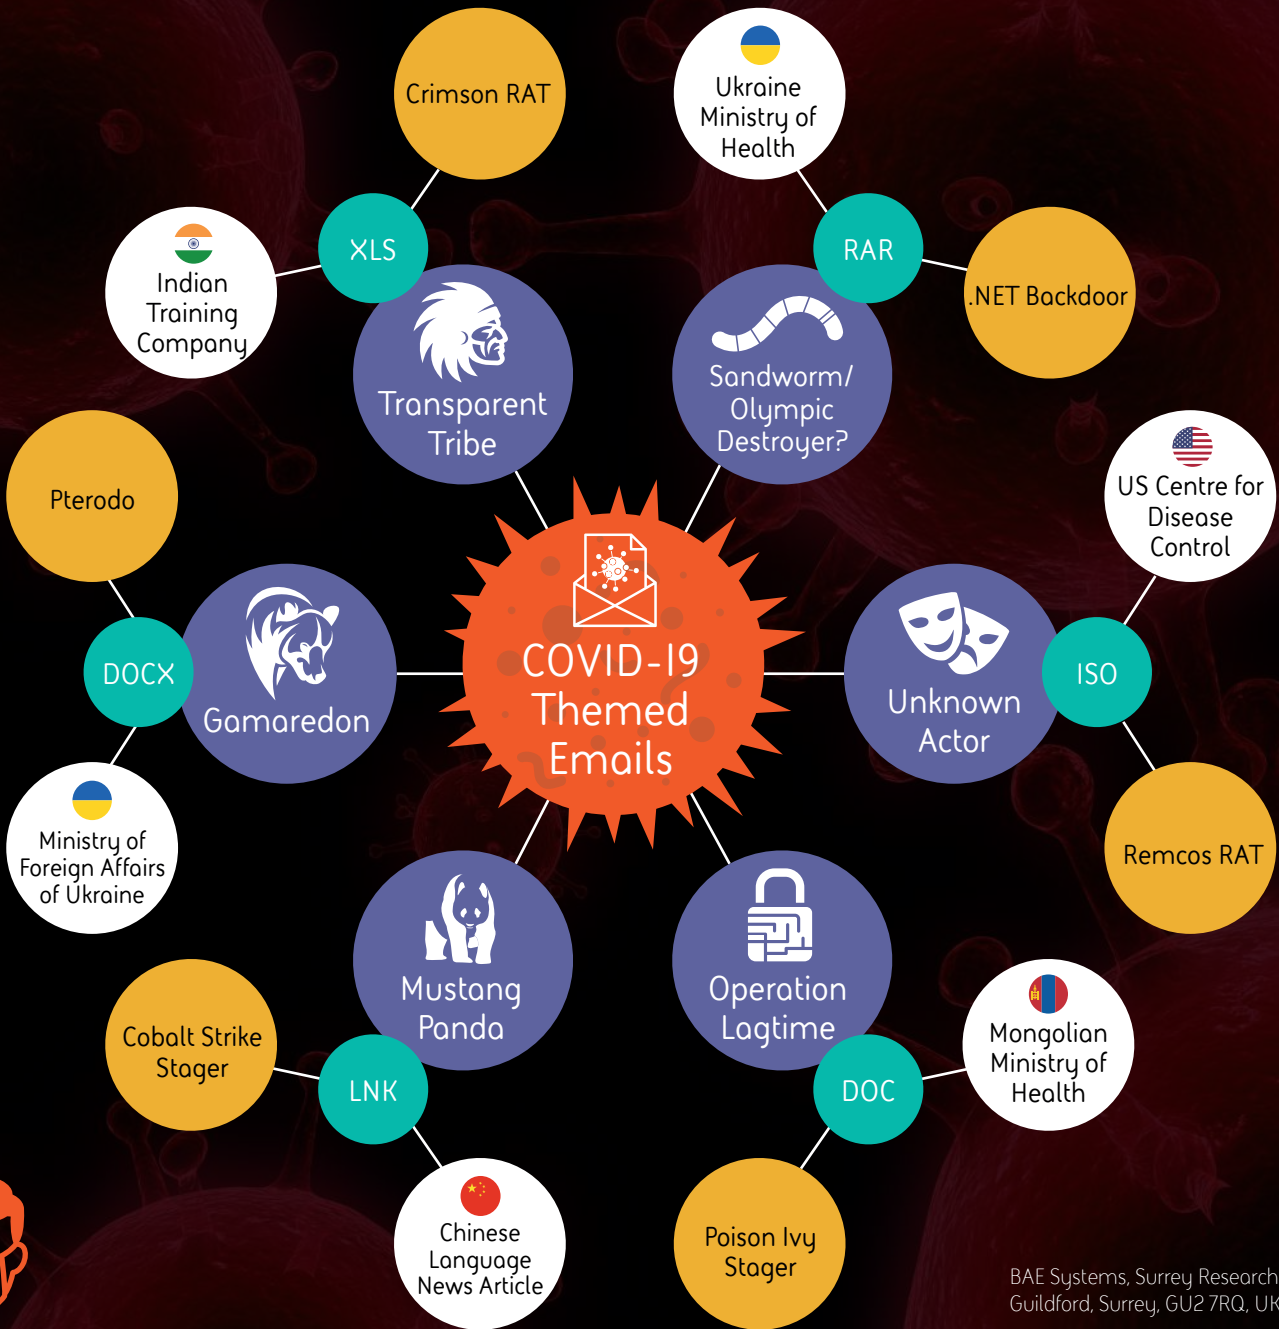 Crimson RAT
Ukraine
Ministry of
Health
XLS
RAR
Indian
Training
Company
.NET Backdoor
Transparent
Tribe
Sandworm/
Olympic
Destroyer?
Pterodo
US Centre for
Disease
Control
COVID-19
Themed
Emails
DOCX
Gamaredon
Unknown
Actor
ISO
Ministry of
Foreign Affairs
of Ukraine
Remcos RAT
Mustang
Panda
Operation
Lagtime
Cobalt Strike
Stager
LNK
DOC
Mongolian
Ministry of
Health
Chinese
Language
News Article
Poison Ivy
Stager
BAE Systems, Surrey Research
Guildford, Surrey, GU2 7RQ, UK